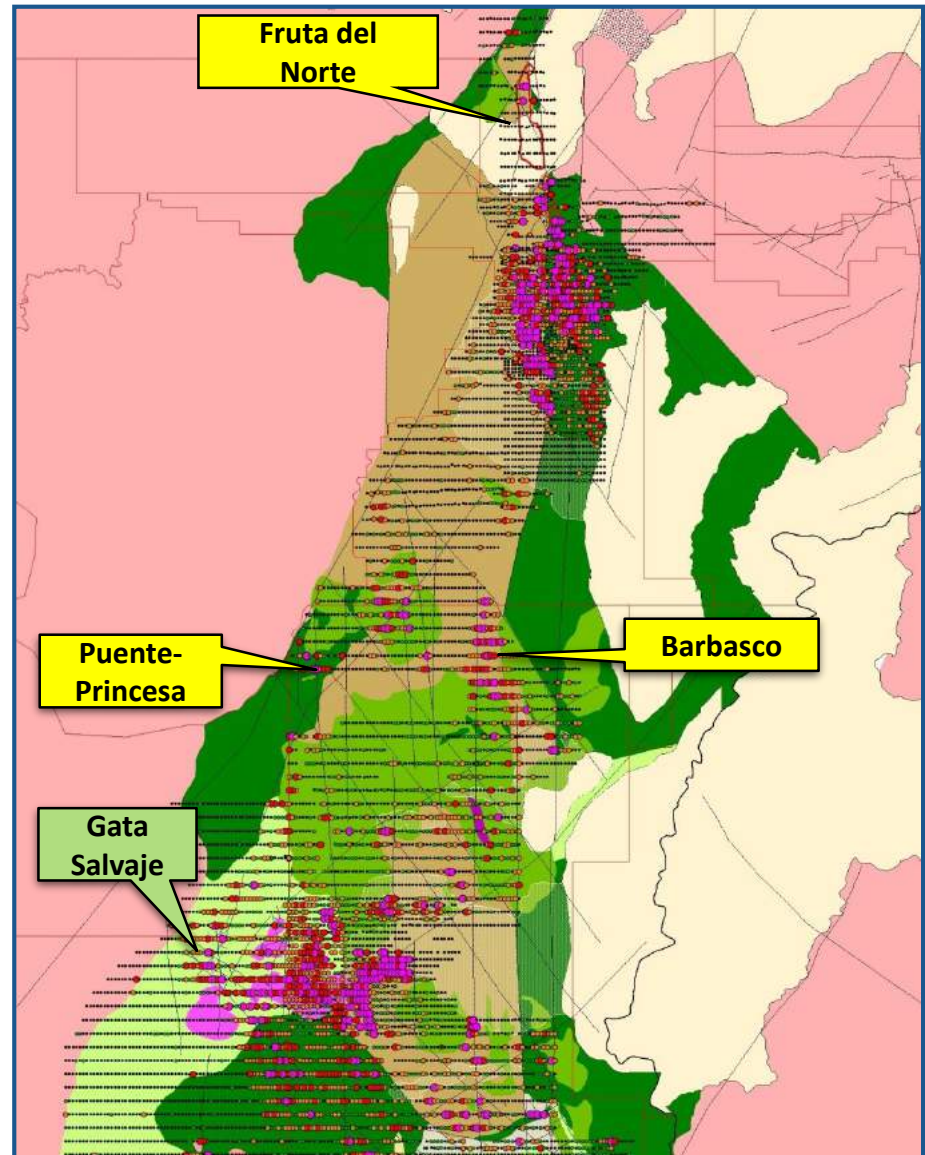 Fruta del
Norte
Puente-
Princesa
Barbasco
Gata
Salvaje